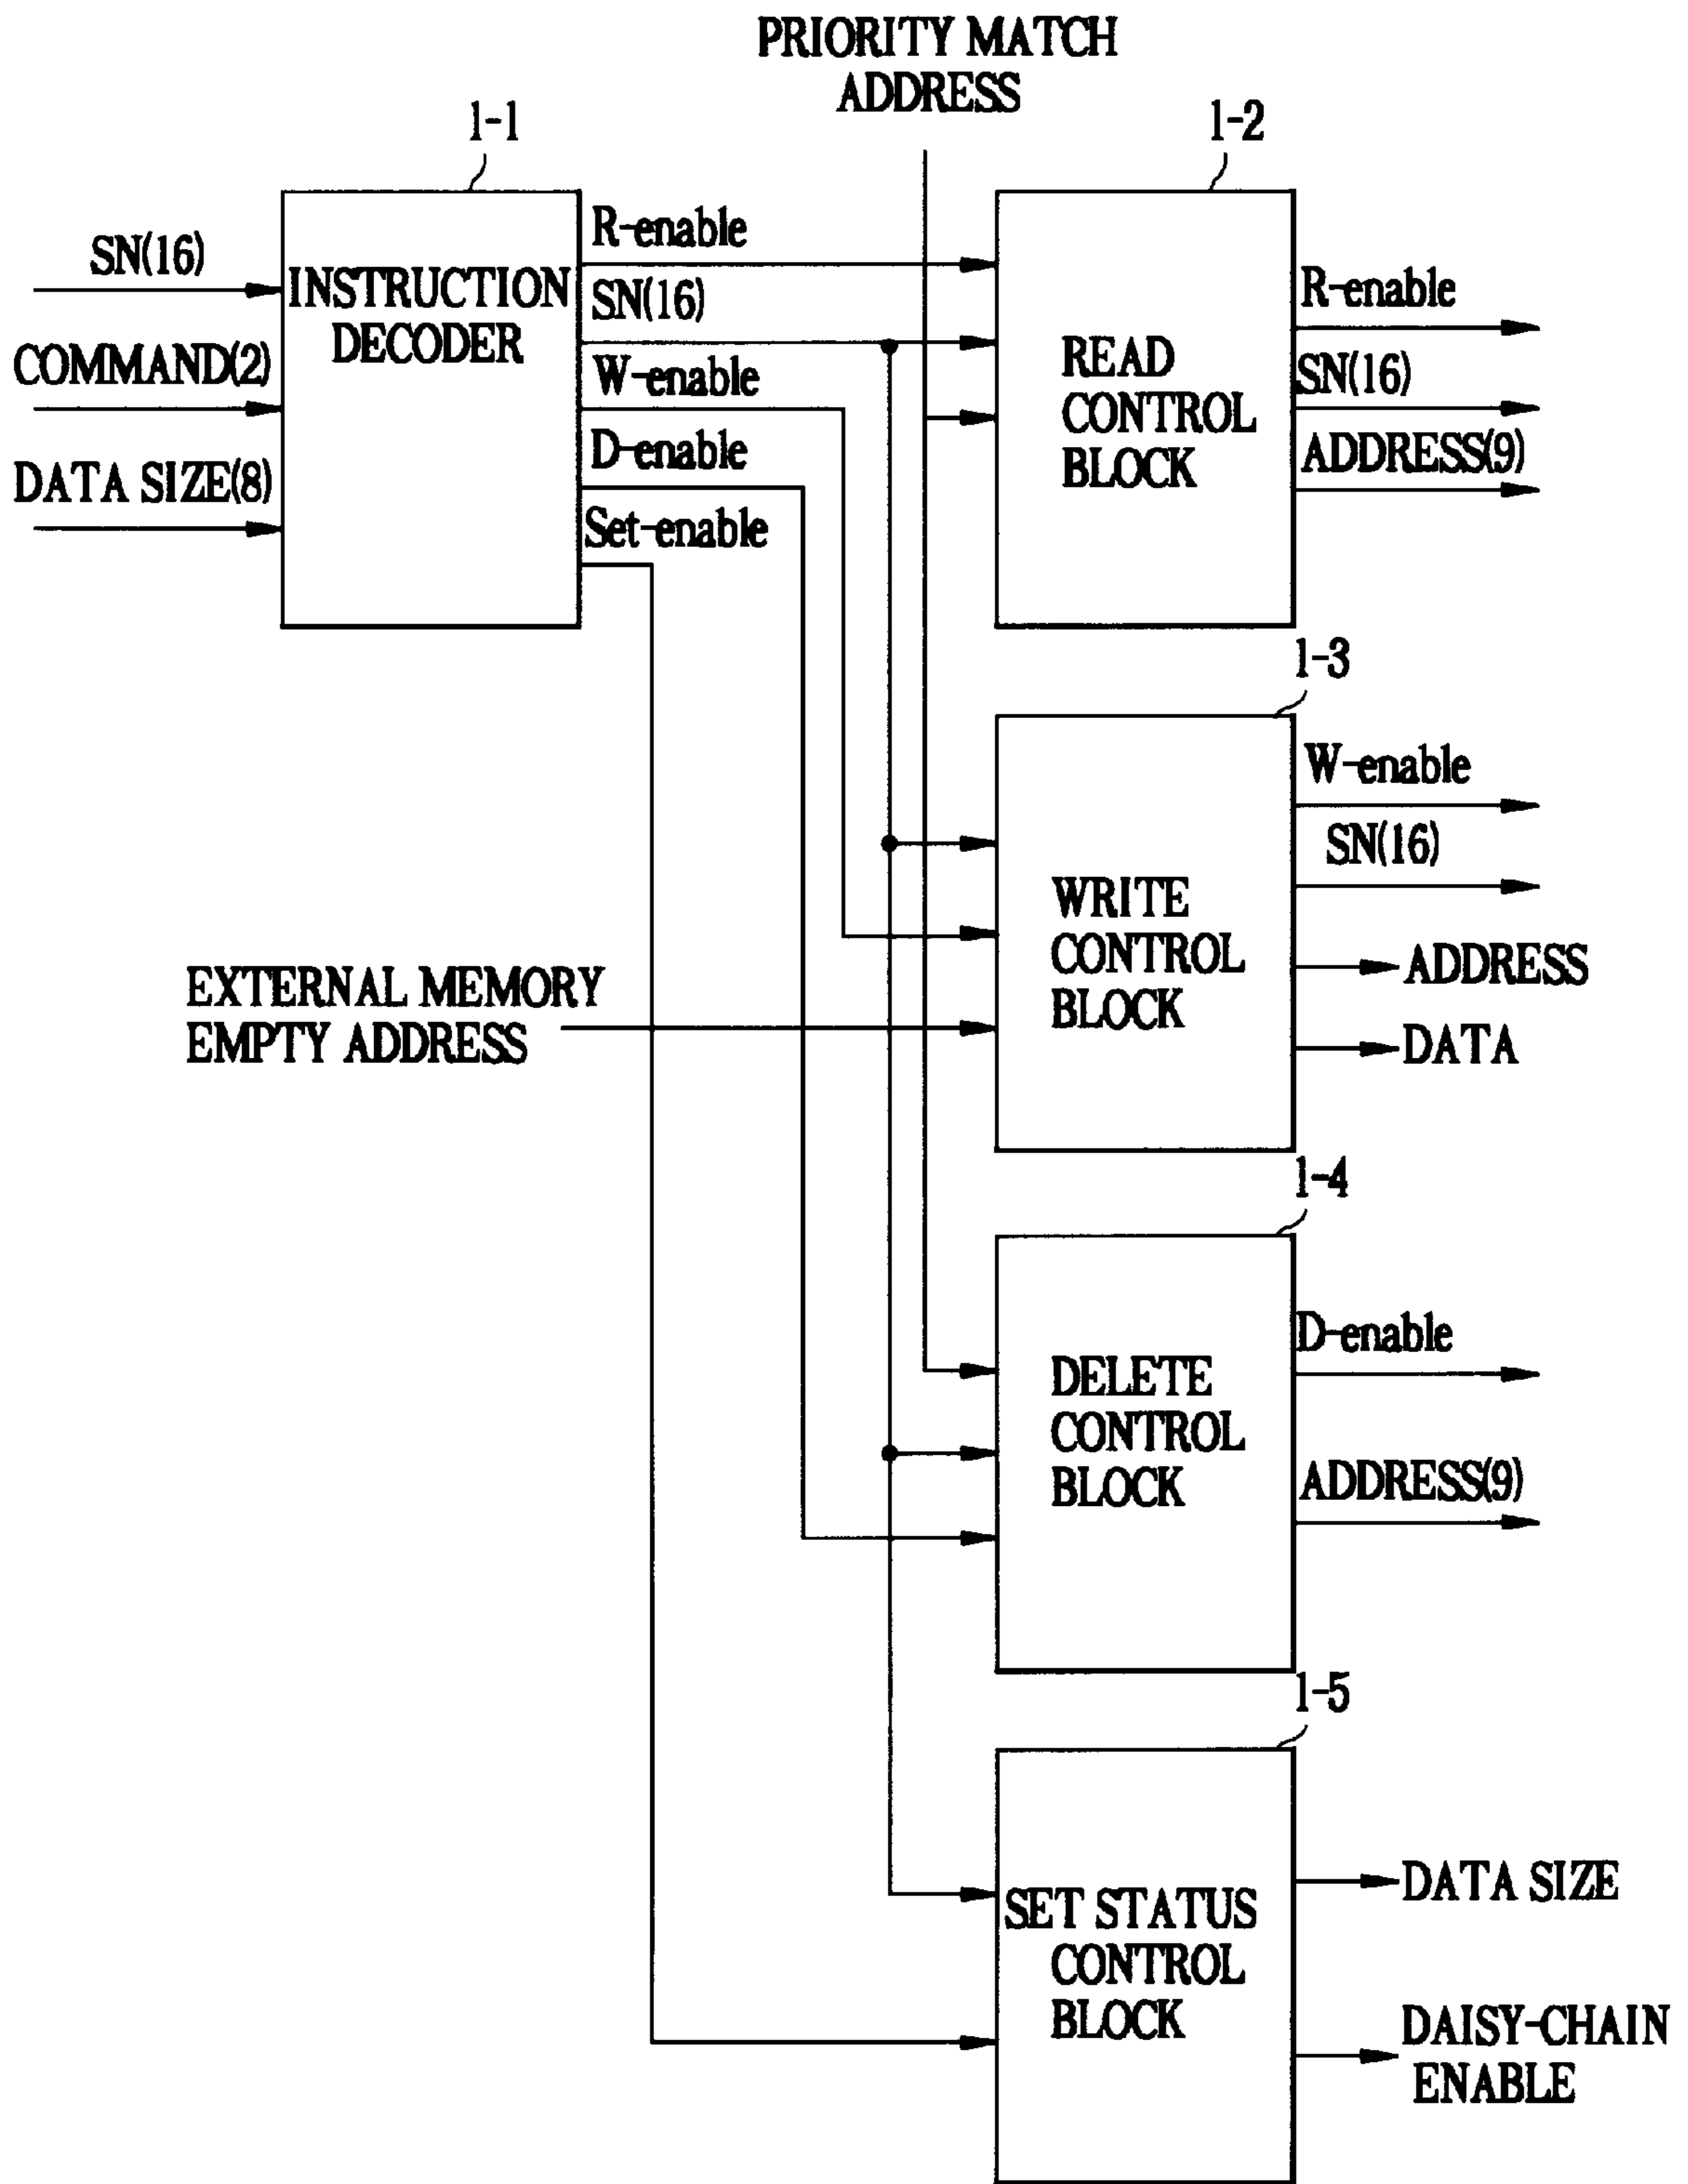 PRIORITY MATCH
ADDRESS
1-1
1-2
SN(16)
COMMAND(2)
DATA SIZE(8)
INSTRUCTION
DECODER
R-enable
SN(16)
W-enable
D-enable
Set-enable
READ
CONTROL
BLOCK
R-enable
SN(16)
ADDRESS(9)
1-3
EXTERNAL MEMORY
EMPTY ADDRESS
WRITE
CONTROL
BLOCK
W-enable
SN(16)
ADDRESS
DATA
1-4
DELETE
CONTROL
BLOCK
D-enable
ADDRESS(9)
1-5
SET STATUS
CONTROL
BLOCK
DATA SIZE
DAISY-CHAIN
ENABLE